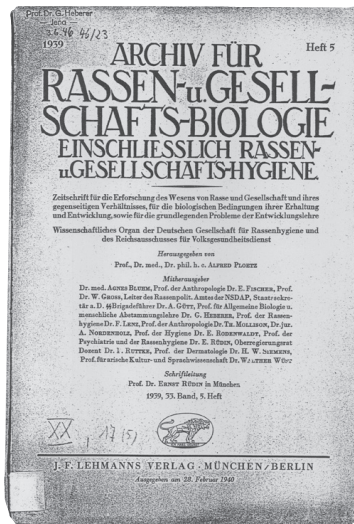 Prof. Dr. G. Heberer
— Jena —
1939
Heft 5
ARCHIV FÜR
RASSEN-u.GESELL-
SCHAFTS-BIOLOGIE
EINSCHLIESSLICH RASSEN-
u.GESELLSCHAFTS-HYGIENE.
Zeitschrift für die Erforschung des Wesens von Rasse und Gesellschaft und ihres
gegenseitigen Verhältnisses, für die biologischen Bedingungen ihrer Erhaltung
und Entwicklung, sowie für die grundlegenden Probleme der Entwicklungslehre
Wissenschaftliches Organ der Deutschen Gesellschaft für Rassenhygiene und
des Reichsausschusses für Volksgesundheitsdienst
Herausgegeben von
Prof., Dr. med., Dr. phil. h. c. ALFRED PLOETZ
Mitherausgeber
Dr. med. AGNES BLUHM, Prof. der Anthropologie Dr. E. FISCHER, Prof.
Dr. W. GROSS, Leiter des Rassenpolit. Amtes der NSDAP, Staatssekre-
tär a. D. SS Brigadeführer Dr. A. GÜTT, Prof. für Allgemeine Biologie u.
menschliche Abstammungslehre Dr. G. HEBERER, Prof. der Rassen-
hygiene Dr. F. LENZ, Prof. der Anthropologie Dr. TH. MOLLISON, Dr. jur.
A. NORDENHOLZ, Prof. der Hygiene Dr. E. RODENWALDT, Prof. der
Psychiatrie und der Rassenhygiene Dr. E. RÜDIN, Oberregierungsrat
Dozent Dr. F. RUTTKE, Prof. der Dermatologie Dr. H. W. SIEMENS,
Prof. für arische Kultur- und Sprachwissenschaft Dr. WALTHER WÜST
Schriftleitung
Prof. Dr. ERNST RÜDIN in München
1939, 33. Band, 5. Heft
XX, 17 (5)
J. F. LEHMANNS VERLAG · MÜNCHEN/BERLIN
Ausgegeben am 28. Februar 1940